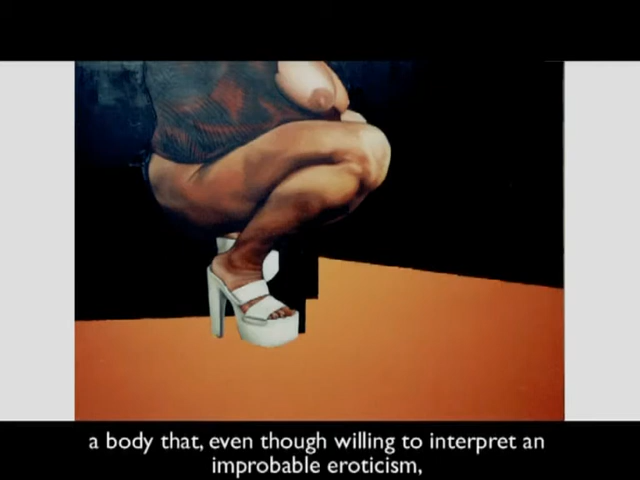 a body that, even though willing to interpret an
improbable eroticism,